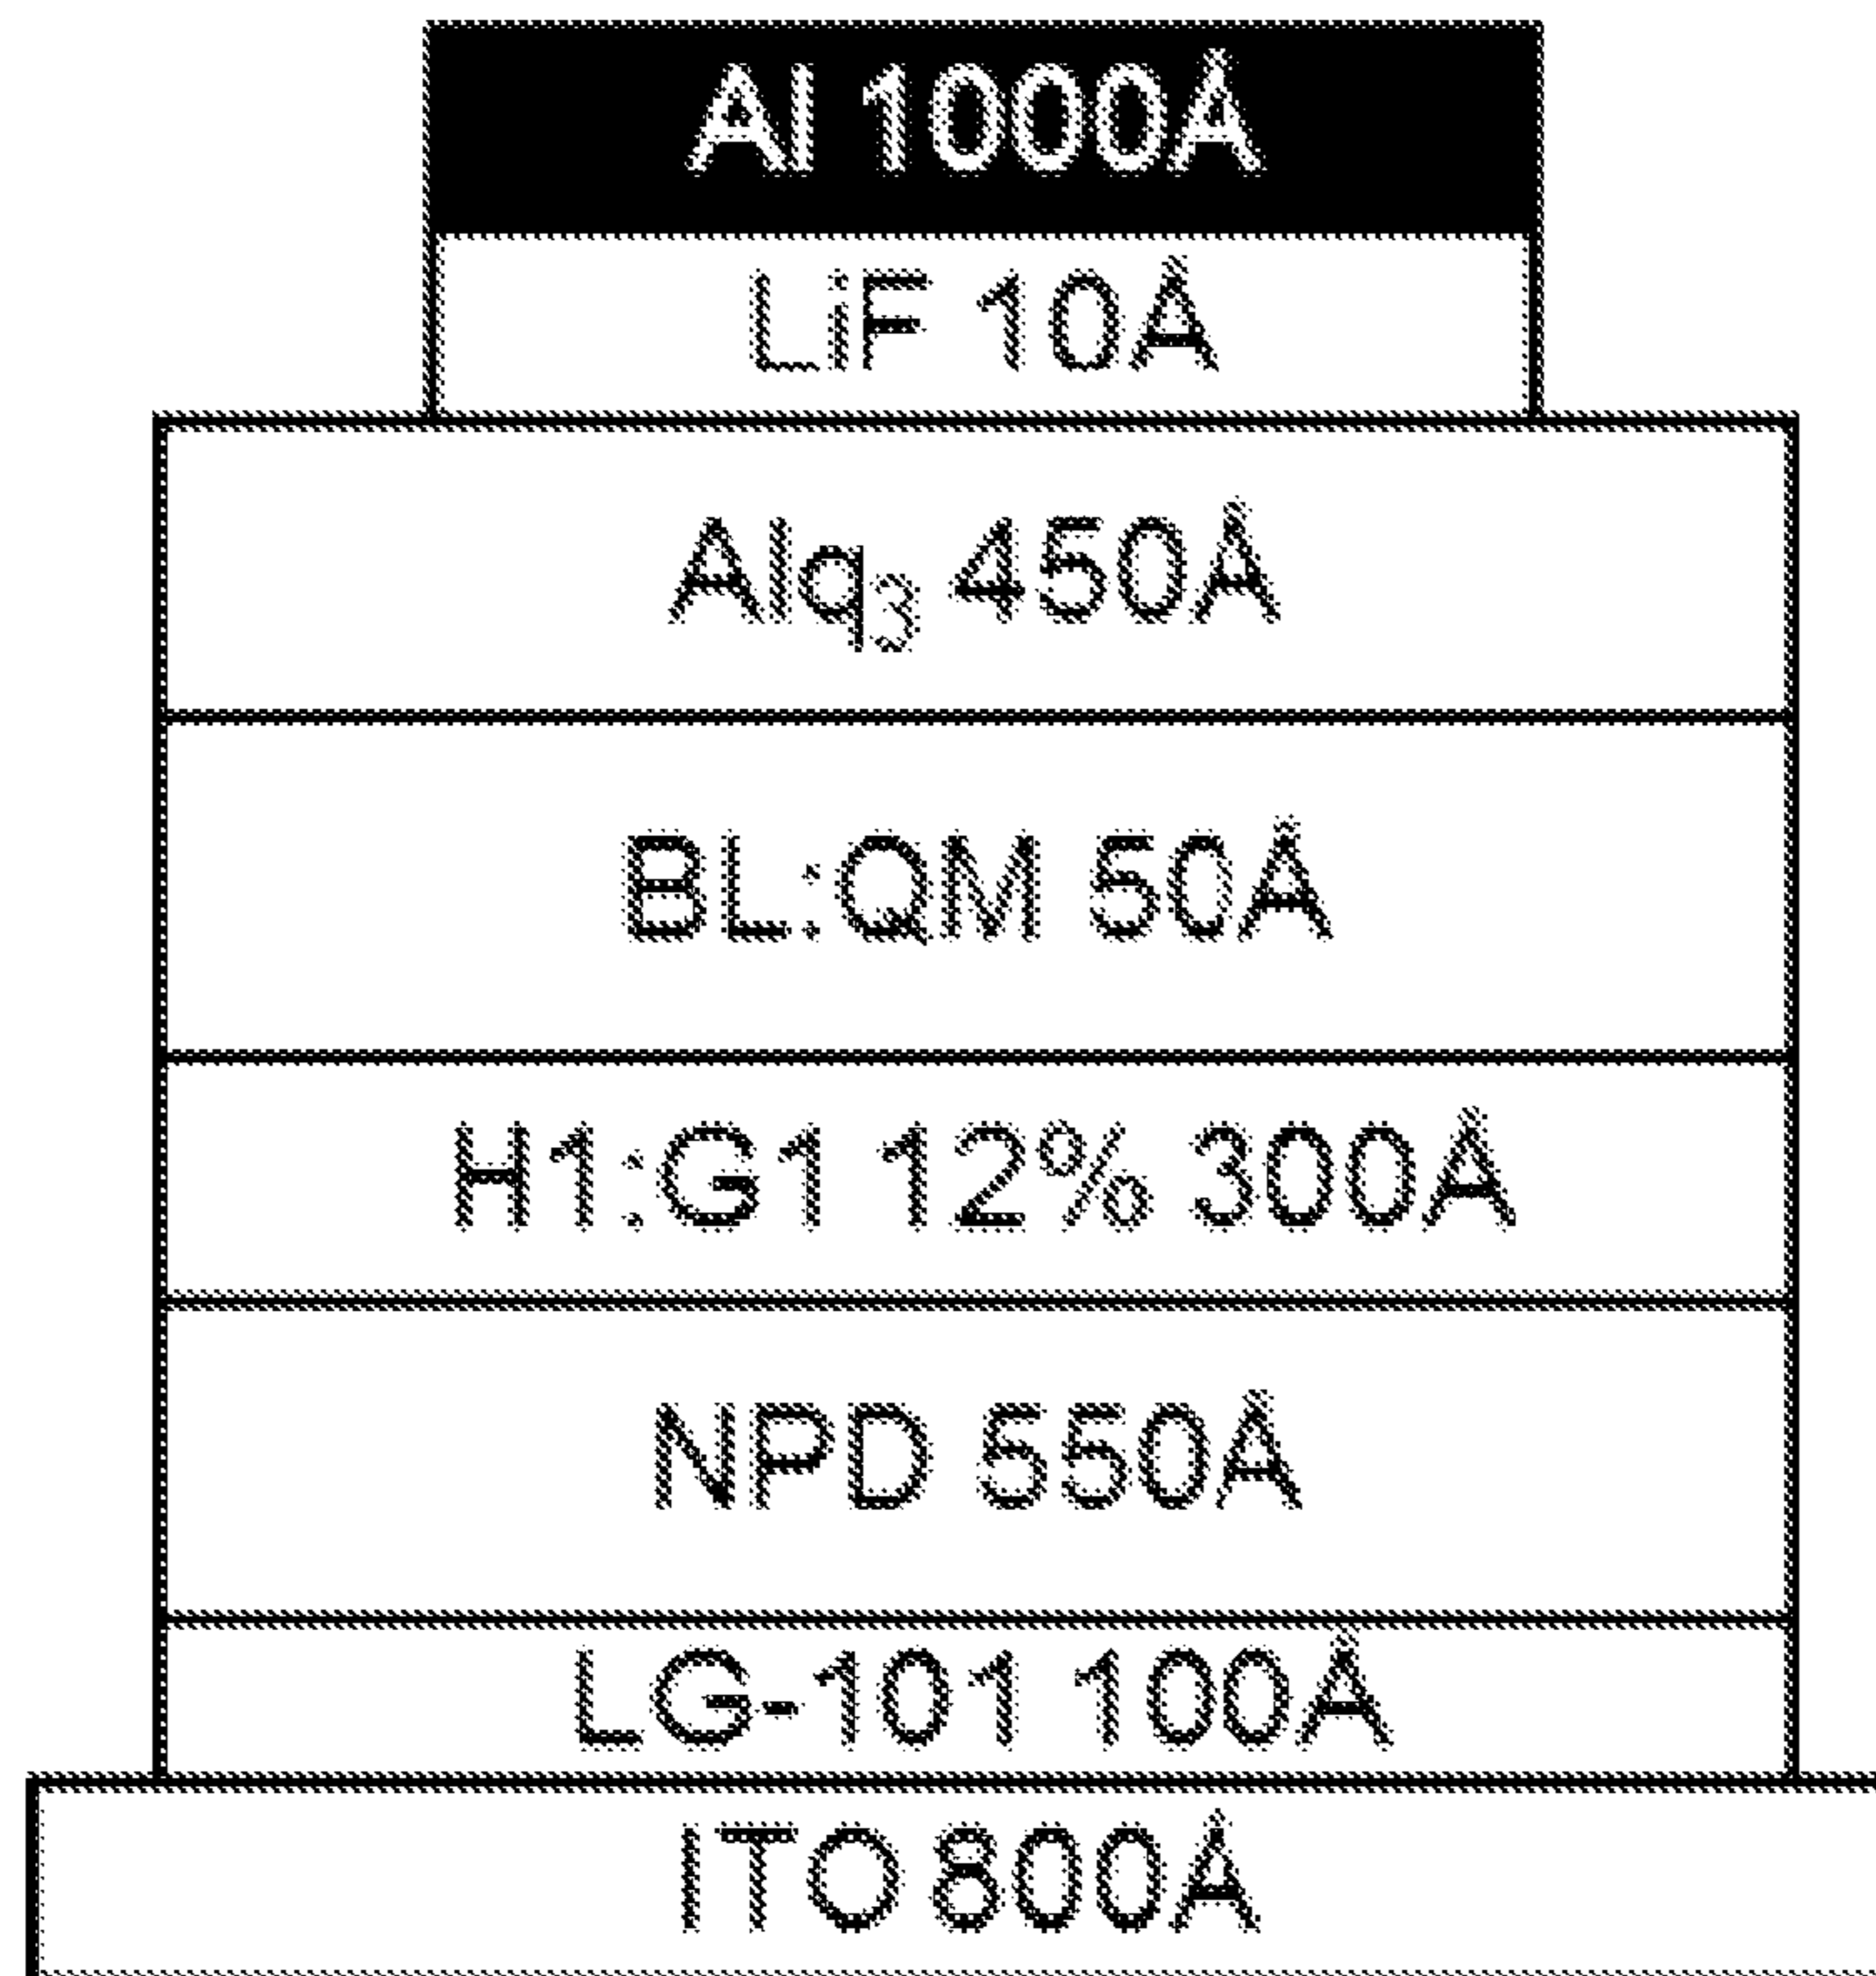 Al 1000Å
LiF 10Å
Alq₃ 450Å
BL:QM 50Å
H1:G1 12% 300Å
NPD 550Å
LG-101 100Å
ITO 800Å